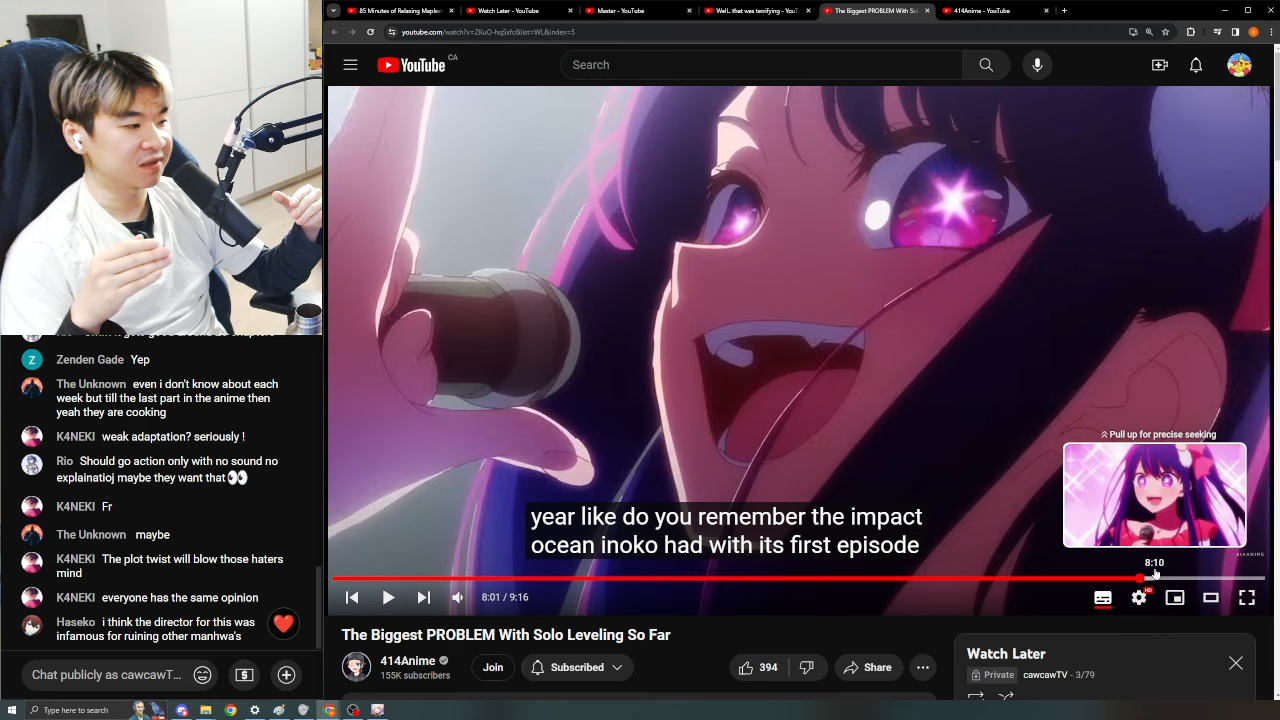 85 Minutes of Relaxing Maplew
Watch Later - YouTube
Master - YouTube
Well, that was terrifying - YouT
The Biggest PROBLEM With So
414Anime - YouTube
youtube.com/watch?v=ZKuO-hqSxfc&list=WL&index=5
YouTube CA
Search
Zenden Gade Yep
The Unknown even i don't know about each
week but till the last part in the anime then
yeah they are cooking
K4NEKI weak adaptation? seriously !
Rio Should go action only with no sound no
explainatioj maybe they want that 👀
K4NEKI Fr
The Unknown maybe
K4NEKI The plot twist will blow those haters
mind
K4NEKI everyone has the same opinion
Haseko i think the director for this was
infamous for ruining other manhwa's
Chat publicly as cawcawT...
Pull up for precise seeking
year like do you remember the impact
ocean inoko had with its first episode
414ANIME
8:10
8:01 / 9:16
HD
The Biggest PROBLEM With Solo Leveling So Far
414Anime
155K subscribers
Join
Subscribed
394
Share
Watch Later
Private cawcawTV - 3/79
Type here to search